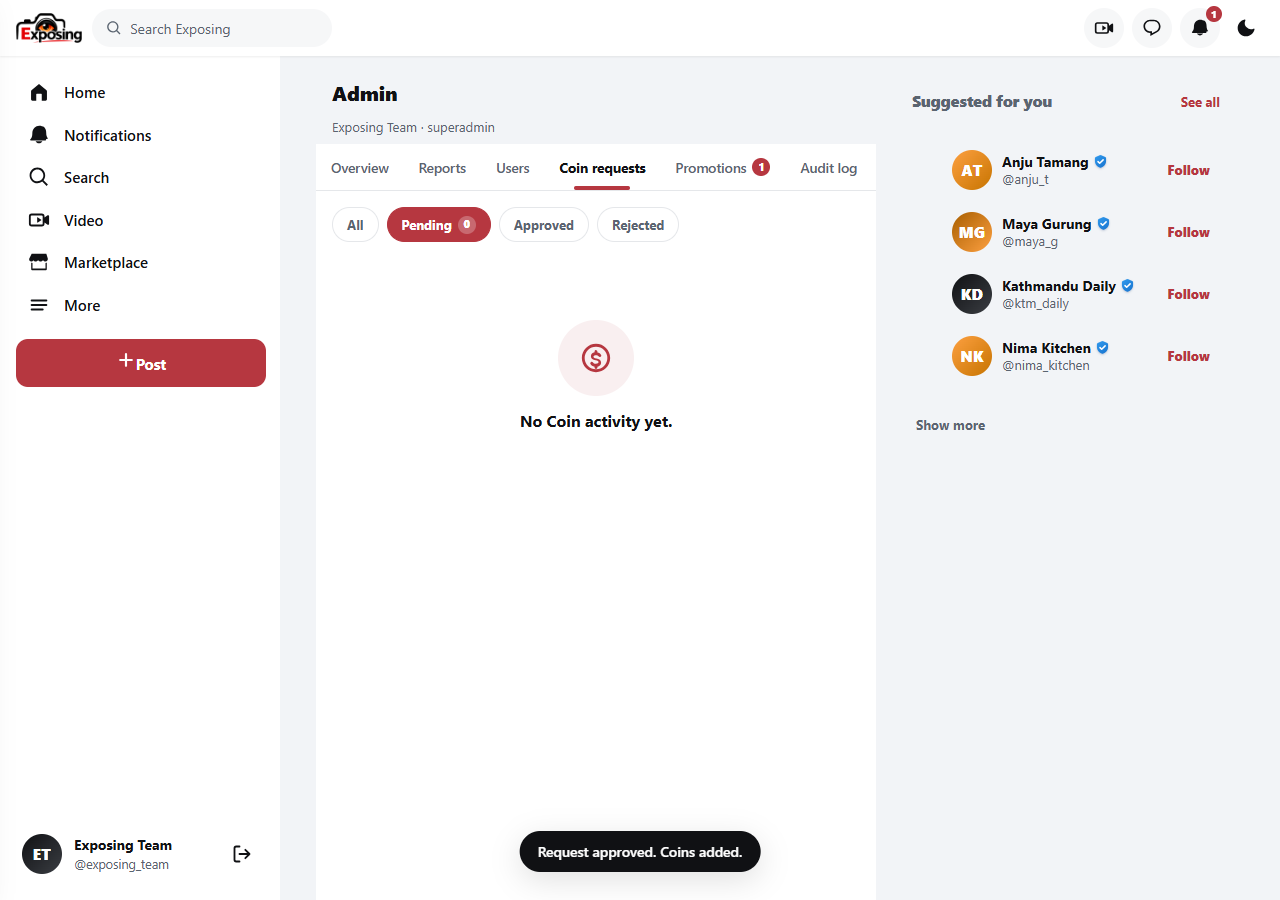 Exposing
Search Exposing
1
Home
Notifications
Search
Video
Marketplace
More
Post
ET
Exposing Team
@exposing_team
Admin
Exposing Team · superadmin
Overview
Reports
Users
Coin requests
Promotions 1
Audit log
All
Pending 0
Approved
Rejected
No Coin activity yet.
Request approved. Coins added.
Suggested for you
See all
AT
Anju Tamang
@anju_t
Follow
MG
Maya Gurung
@maya_g
Follow
KD
Kathmandu Daily
@ktm_daily
Follow
NK
Nima Kitchen
@nima_kitchen
Follow
Show more